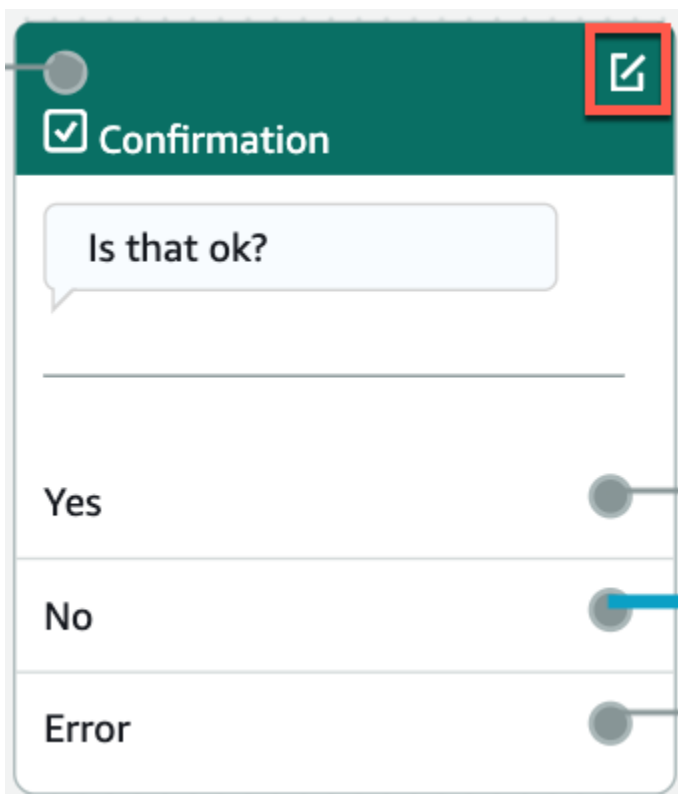 Confirmation
Is that ok?
Yes
No
Error